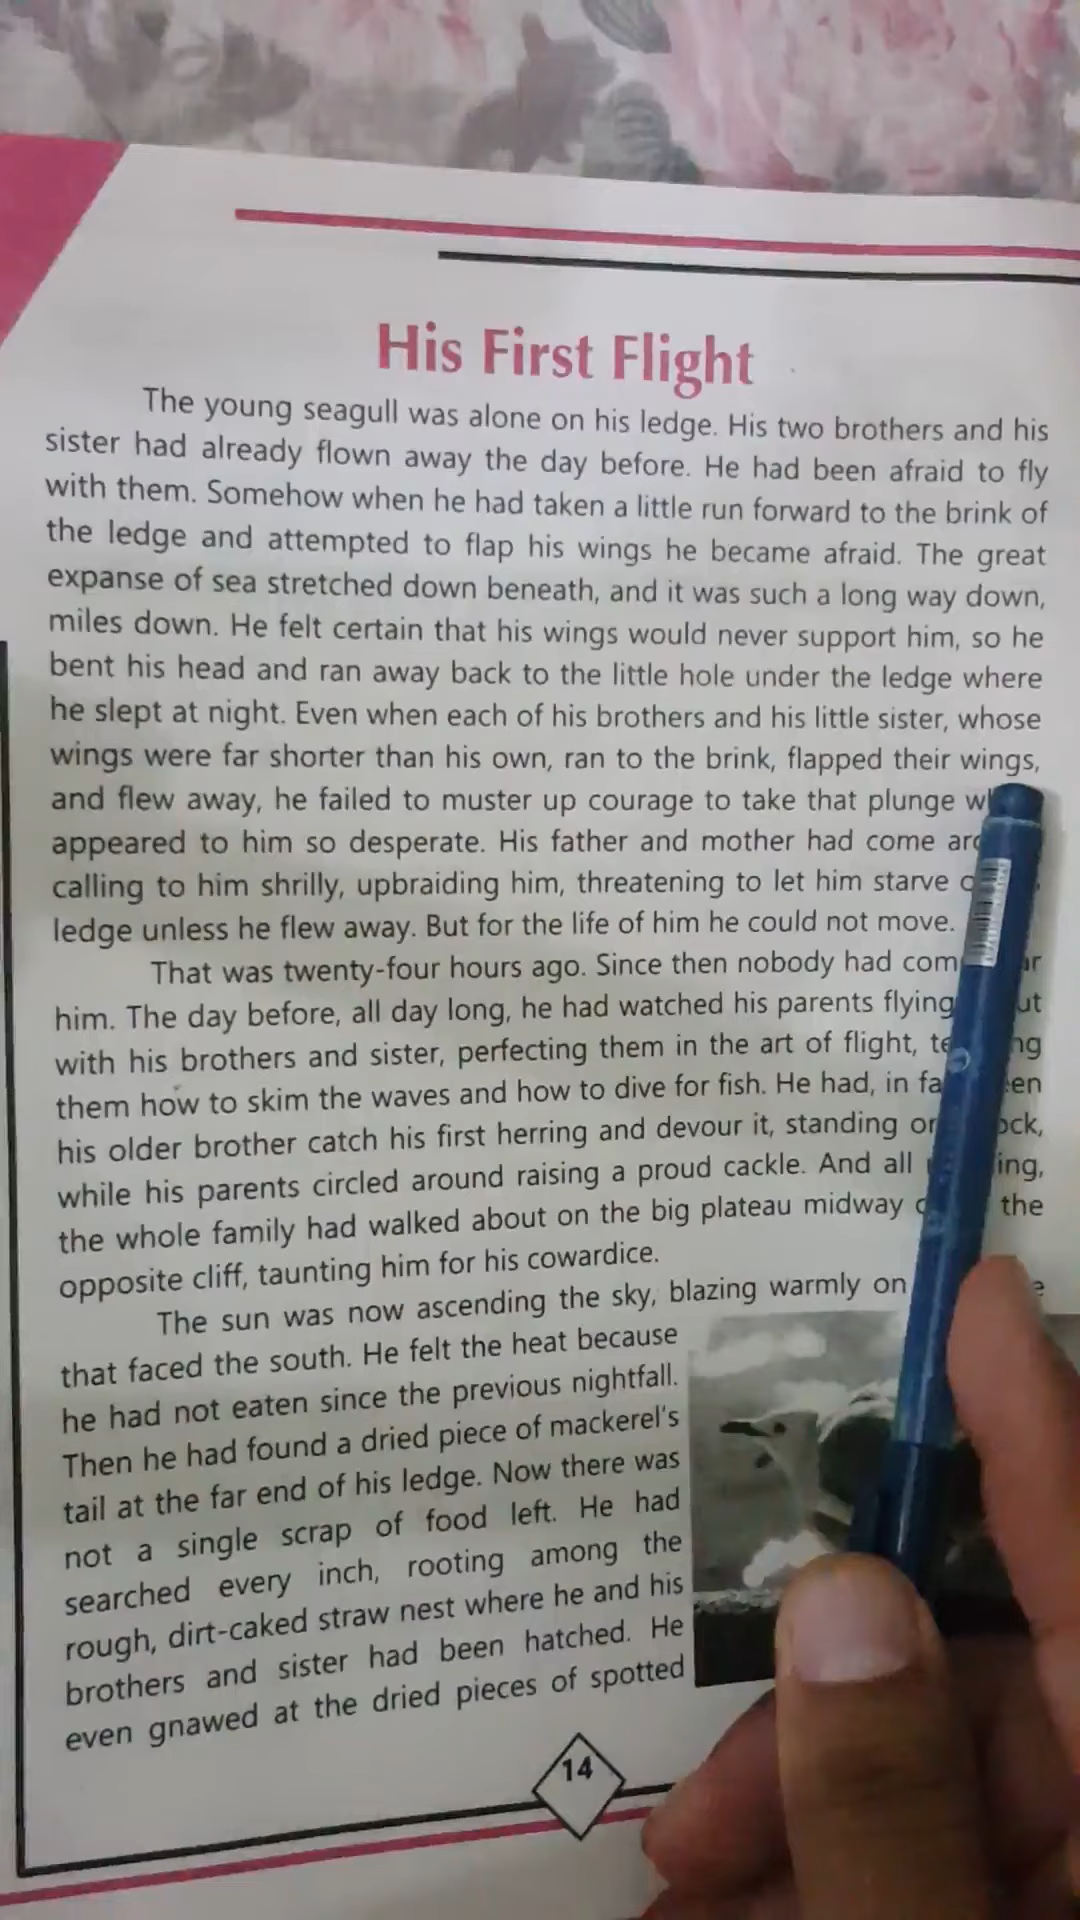 His First Flight
The young seagull was alone on his ledge. His two brothers and his
sister had already flown away the day before. He had been afraid to fly
with them. Somehow when he had taken a little run forward to the brink of
the ledge and attempted to flap his wings he became afraid. The great
expanse of sea stretched down beneath, and it was such a long way down,
miles down. He felt certain that his wings would never support him, so he
bent his head and ran away back to the little hole under the ledge where
he slept at night. Even when each of his brothers and his little sister, whose
wings were far shorter than his own, ran to the brink, flapped their wings,
and flew away, he failed to muster up courage to take that plunge
appeared to him so desperate. His father and mother had come
calling to him shrilly, upbraiding him, threatening to let him starve
ledge unless he flew away. But for the life of him he could not move.
That was twenty-four hours ago. Since then nobody had
him. The day before, all day long, he had watched his parents flying
with his brothers and sister, perfecting them in the art of flight,
them how to skim the waves and how to dive for fish. He had, in
his older brother catch his first herring and devour it, standing
while his parents circled around raising a proud cackle. And all
the whole family had walked about on the big plateau midway the
opposite cliff, taunting him for his cowardice.
The sun was now ascending the sky, blazing warmly on
that faced the south. He felt the heat because
he had not eaten since the previous nightfall.
Then he had found a dried piece of mackerel's
tail at the far end of his ledge. Now there was
not a single scrap of food left. He had
searched every inch, rooting among the
rough, dirt-caked straw nest where he and his
brothers and sister had been hatched. He
even gnawed at the dried pieces of spotted
14